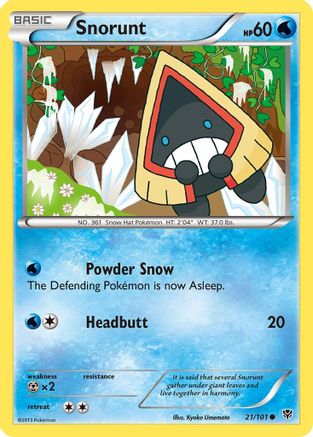 BASIC
Snorunt
HP60
NO. 361 Snow Hat Pokémon HT: 2'04" WT: 37.0 lbs.
Powder Snow
The Defending Pokémon is now Asleep.
Headbutt 20
weakness resistance
×2
It is said that several Snorunt
gather under giant leaves and
live together in harmony.
retreat
©2013 Pokémon
Illus. Kyoko Umemoto 21/101